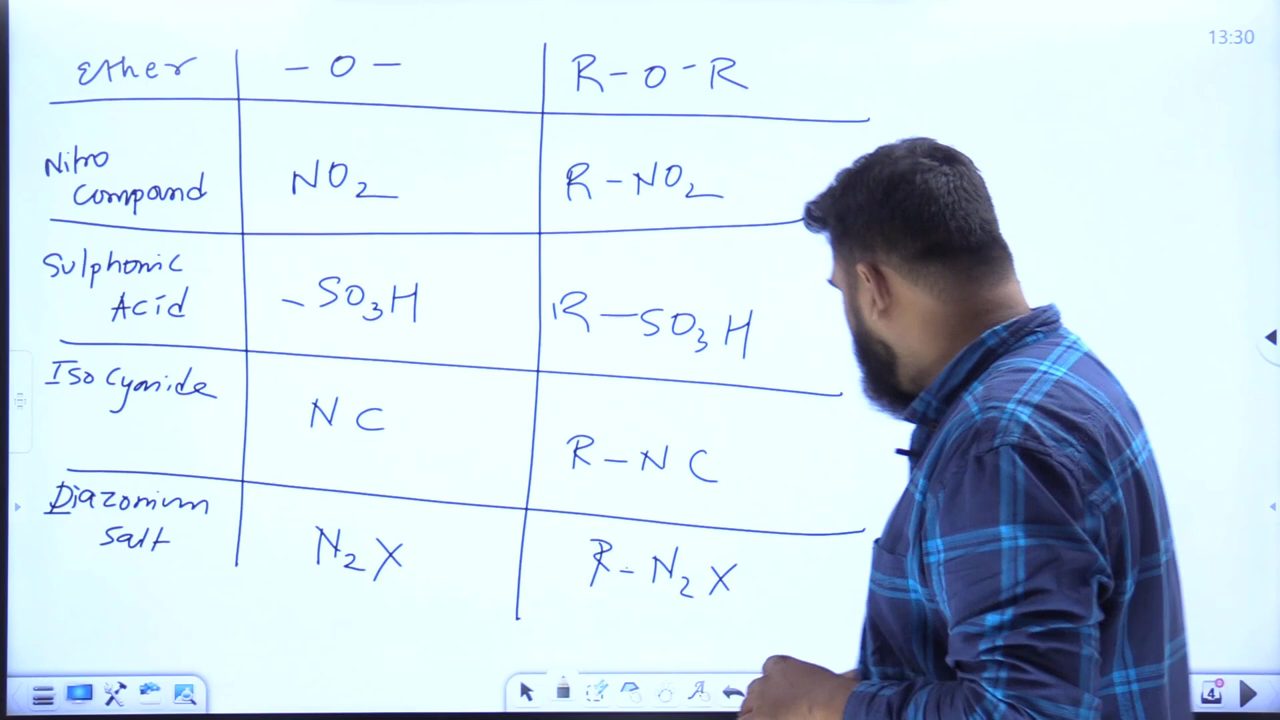 13:30
Ether -O- R-O-R
Nitro
Compound NO2 R-NO2
Sulphonic
Acid -SO3H R-SO3H
Iso Cyanide NC R-NC
Diazonium
Salt N2X R-N2X
4